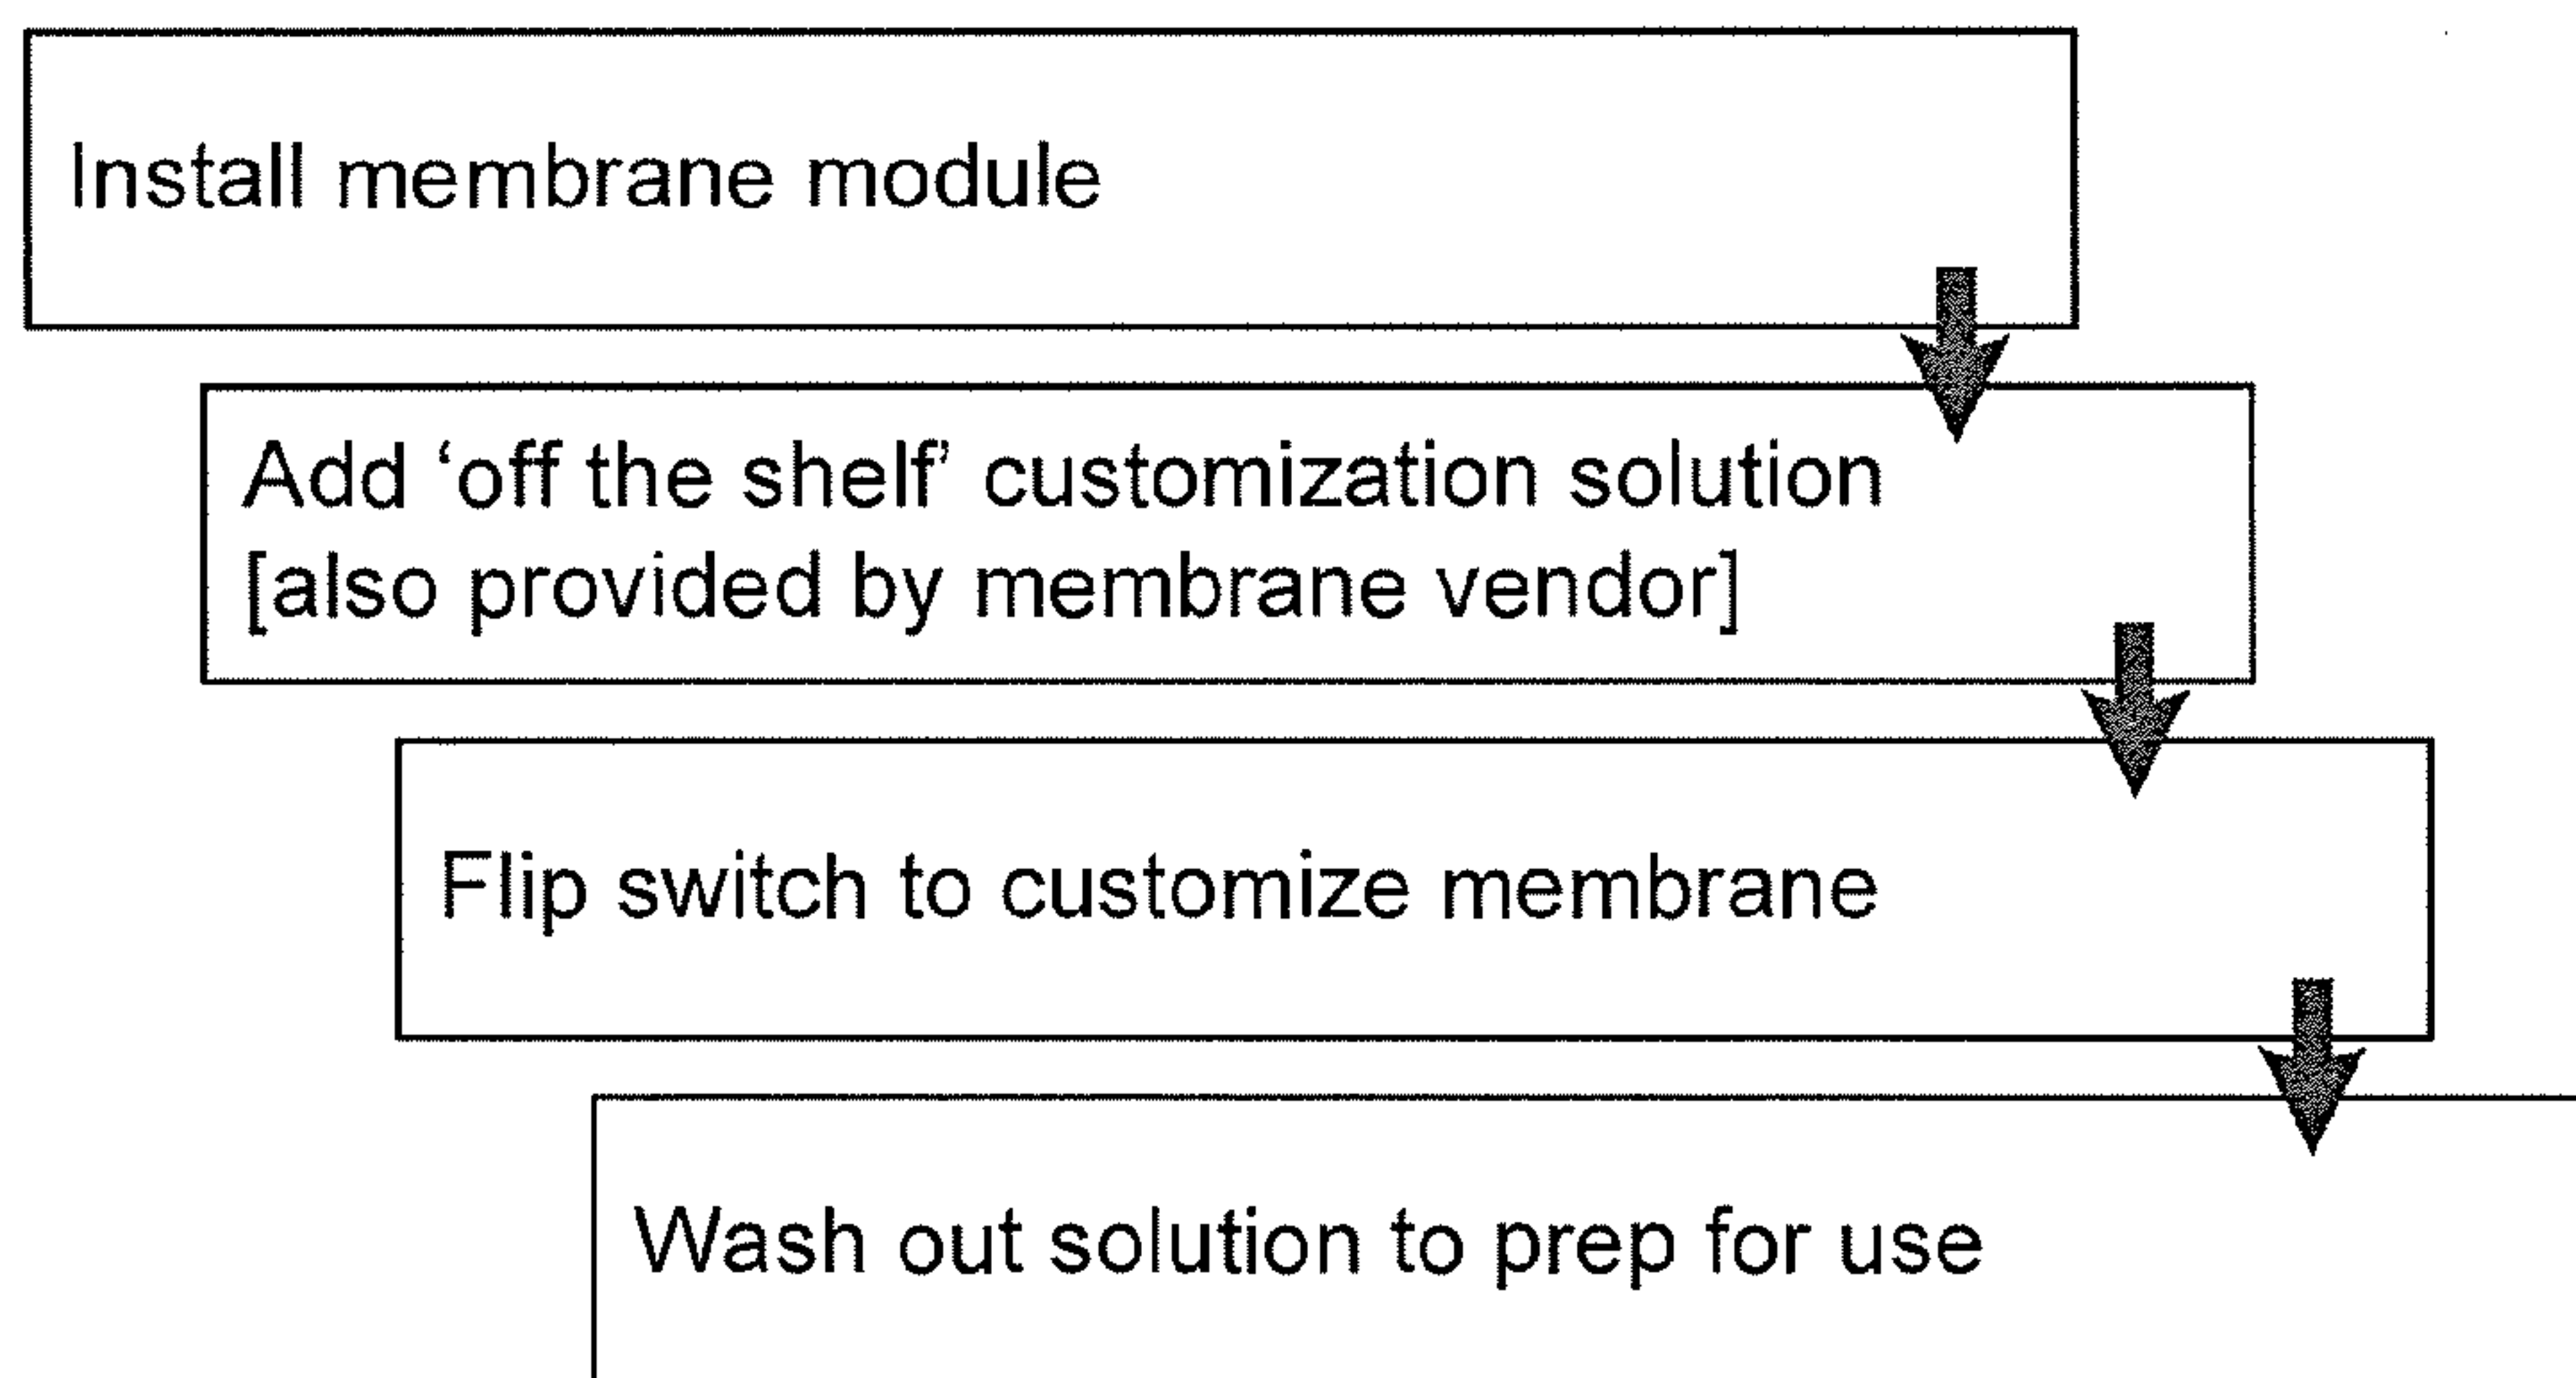 Install membrane module
Add ‘off the shelf’ customization solution
[also provided by membrane vendor]
Flip switch to customize membrane
Wash out solution to prep for use